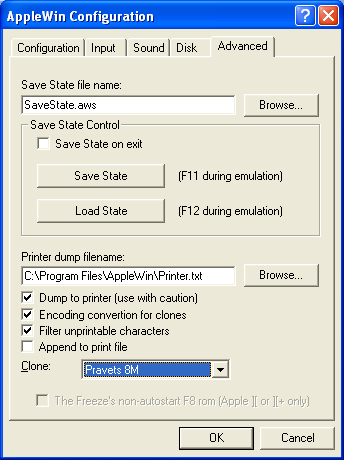 AppleWin Configuration
Configuration Input Sound Disk Advanced
Save State file name:
SaveState.aws Browse...
Save State Control
Save State on exit
Save State (F11 during emulation)
Load State (F12 during emulation)
Printer dump filename:
C:\Program Files\AppleWin\Printer.txt Browse...
Dump to printer (use with caution)
Encoding convertion for clones
Filter unprintable characters
Append to print file
Clone: Pravets 8M
The Freeze's non-autostart F8 rom (Apple ][ or ][+ only)
OK Cancel